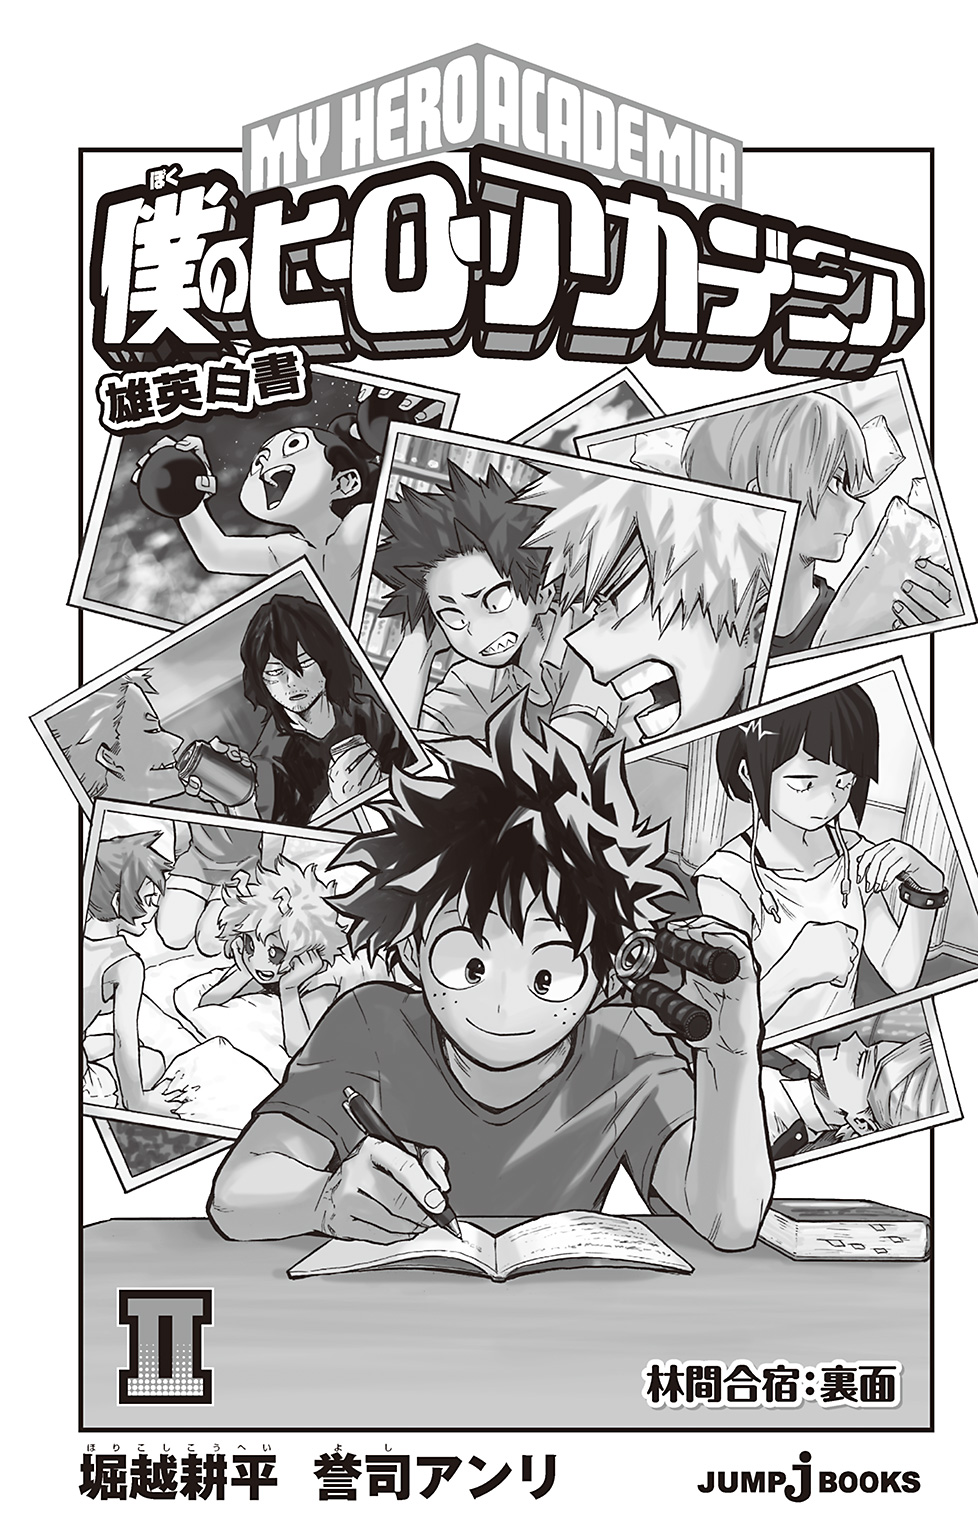 MY HERO ACADEMIA
ぼく
僕のヒーローアカデミア
雄英白書
II
林間合宿：裏面
ほりこしこうへい よし
堀越耕平 誉司アンリ
JUMP j BOOKS